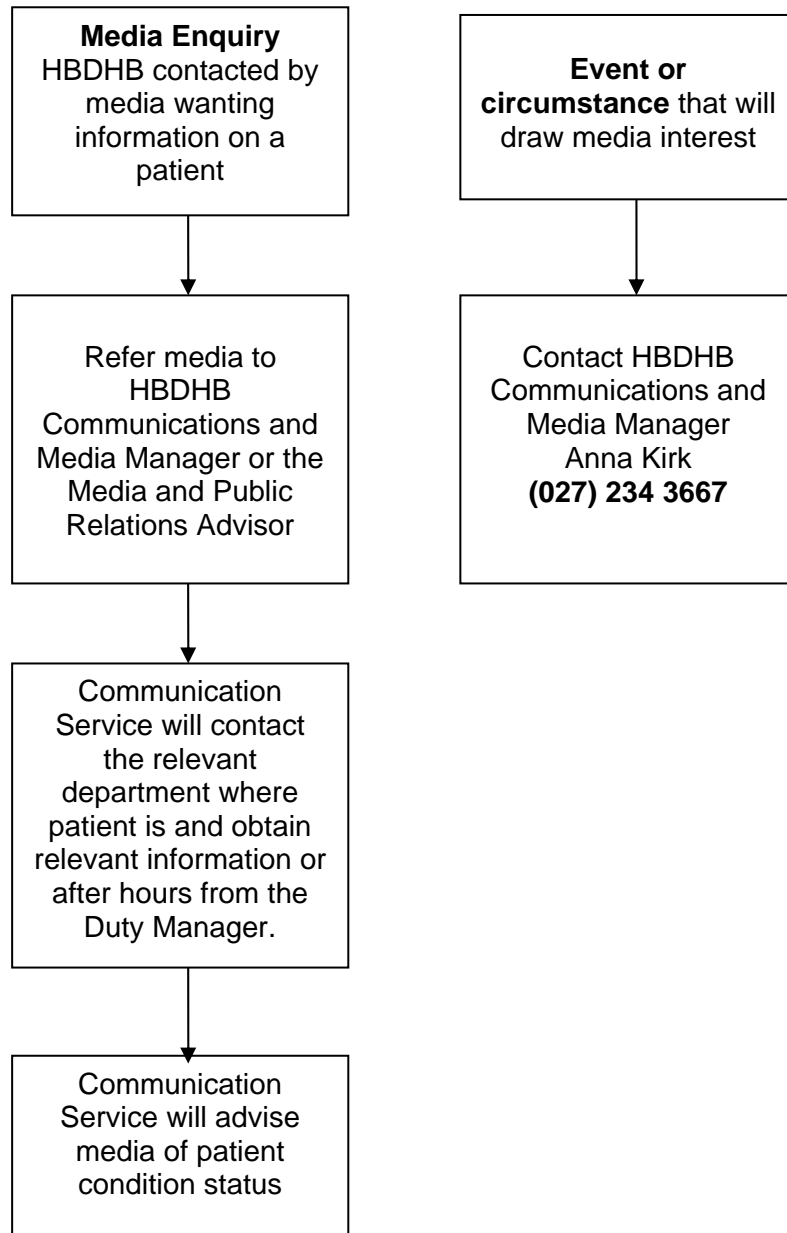 Media Enquiry
HBDHB contacted by
media wanting
information on a
patient
Refer media to
HBDHB
Communications and
Media Manager or the
Media and Public
Relations Advisor
Communication
Service will contact
the relevant
department where
patient is and obtain
relevant information or
after hours from the
Duty Manager.
Communication
Service will advise
media of patient
condition status
Event or
circumstance that will
draw media interest
Contact HBDHB
Communications and
Media Manager
Anna Kirk
(027) 234 3667